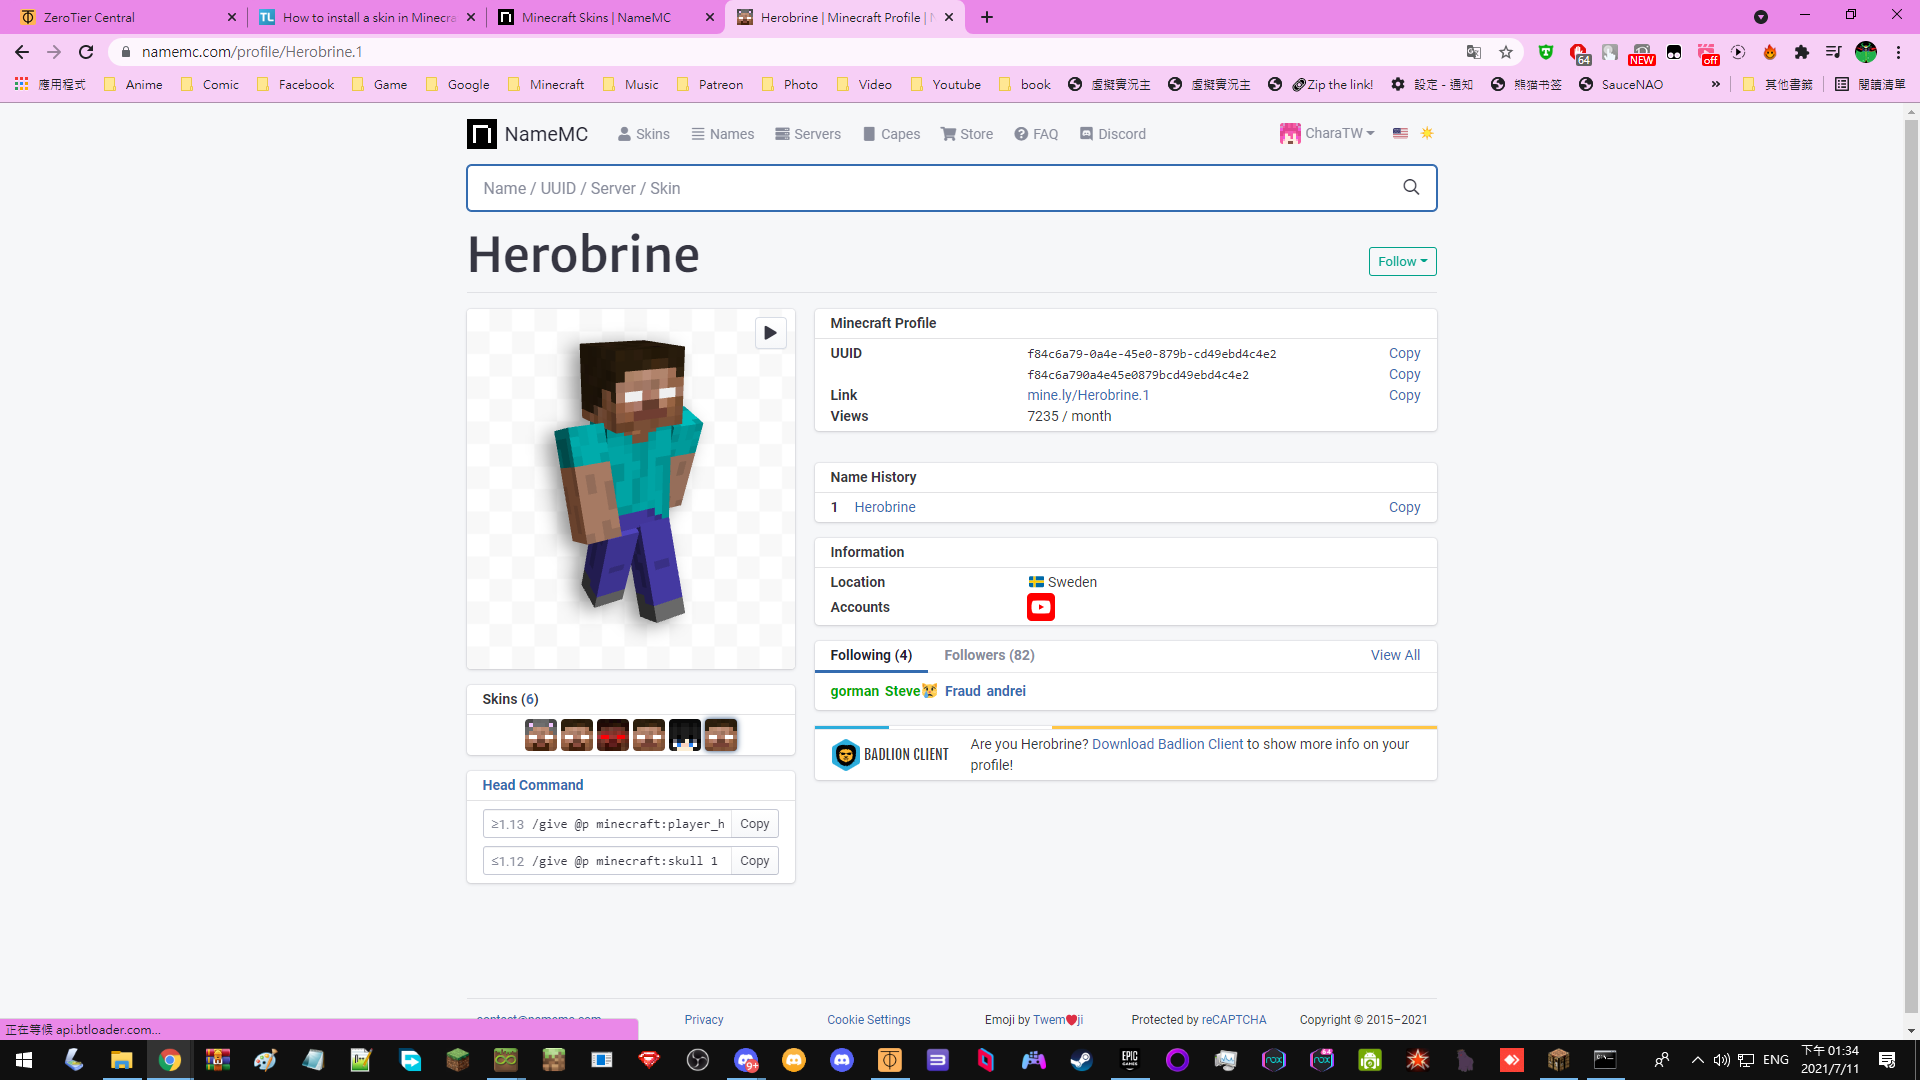 ZeroTier Central
How to install a skin in Minecra
Minecraft Skins | NameMC
Herobrine | Minecraft Profile |
namemc.com/profile/Herobrine.1
64
NEW
off
應用程式
Anime
Comic
Facebook
Game
Google
Minecraft
Music
Patreon
Photo
Video
Youtube
book
虛擬實況主
虛擬實況主
Zip the link!
設定 - 通知
熊猫书签
SauceNAO
»
其他書籤
閱讀清單
NameMC
Skins
Names
Servers
Capes
Store
FAQ
Discord
CharaTW
Name / UUID / Server / Skin
Herobrine
Follow
Minecraft Profile
UUID
f84c6a79-0a4e-45e0-879b-cd49ebd4c4e2
Copy
f84c6a790a4e45e0879bcd49ebd4c4e2
Copy
Link
mine.ly/Herobrine.1
Copy
Views
7235 / month
Name History
1 Herobrine
Copy
Information
Location
Sweden
Accounts
Following (4)
Followers (82)
View All
gorman Steve Fraud andrei
BADLION CLIENT
Are you Herobrine? Download Badlion Client to show more info on your
profile!
Skins (6)
Head Command
≥1.13 /give @p minecraft:player_h
Copy
≤1.12 /give @p minecraft:skull 1
Copy
Privacy
Cookie Settings
Emoji by Twemoji
Protected by reCAPTCHA
Copyright © 2015–2021
正在等候 api.btloader.com...
9+
EPIC
GAMES
ENG
下午 01:34
2021/7/11